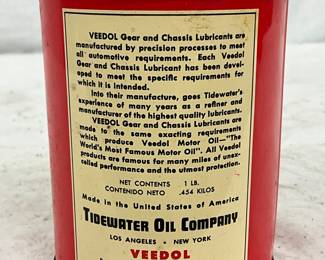 VEEDOL Gear and Chassis Lubricants are
manufactured by precision processes to meet
all automotive requirements. Each Veedol
Gear and Chassis Lubricant has been devel-
oped to meet the specific requirements for
which it is intended.
Into their manufacture, goes Tidewater's
experience of many years as a refiner and
manufacturer of the highest quality lubricants.
VEEDOL Gear and Chassis Lubricants are
made to the same exacting requirements
which produce Veedol Motor Oil—"The
World's Most Famous Motor Oil". All Veedol
products are famous for many miles of unex-
celled performance and the utmost protection.
NET CONTENTS 1 LB.
CONTENIDO NETO .454 KILOS
Made in the United States of America
TIDEWATER OIL COMPANY
LOS ANGELES • NEW YORK
VEEDOL